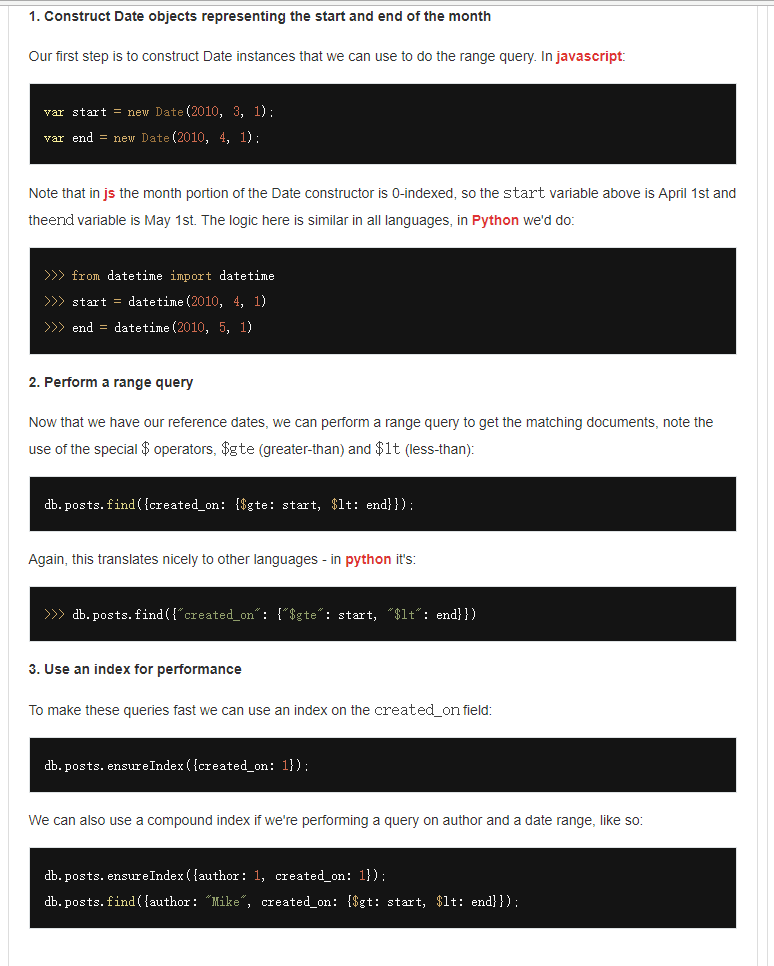 1. Construct Date objects representing the start and end of the month
Our first step is to construct Date instances that we can use to do the range query. In javascript:
var start = new Date(2010, 3, 1);
var end = new Date(2010, 4, 1);
Note that in js the month portion of the Date constructor is 0-indexed, so the start variable above is April 1st and
theend variable is May 1st. The logic here is similar in all languages, in Python we'd do:
>>> from datetime import datetime
>>> start = datetime(2010, 4, 1)
>>> end = datetime(2010, 5, 1)
2. Perform a range query
Now that we have our reference dates, we can perform a range query to get the matching documents, note the
use of the special $ operators, $gte (greater-than) and $lt (less-than):
db.posts.find({created_on: {$gte: start, $lt: end}});
Again, this translates nicely to other languages - in python it's:
>>> db.posts.find({"created_on": {"$gte": start, "$lt": end}})
3. Use an index for performance
To make these queries fast we can use an index on the created_on field:
db.posts.ensureIndex({created_on: 1});
We can also use a compound index if we're performing a query on author and a date range, like so:
db.posts.ensureIndex({author: 1, created_on: 1});
db.posts.find({author: "Mike", created_on: {$gt: start, $lt: end}});